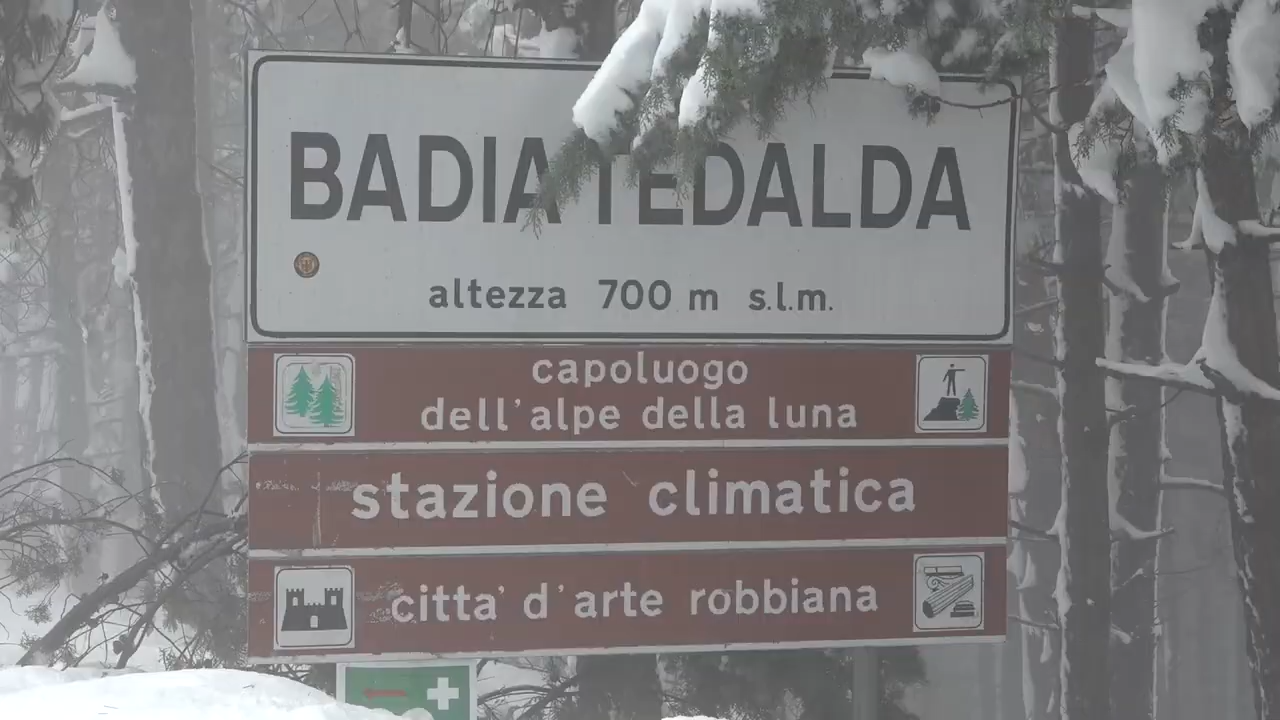 BADIA TEDALDA
altezza 700 m s.l.m.
capoluogo
dell'alpe della luna
stazione climatica
citta' d'arte robbiana